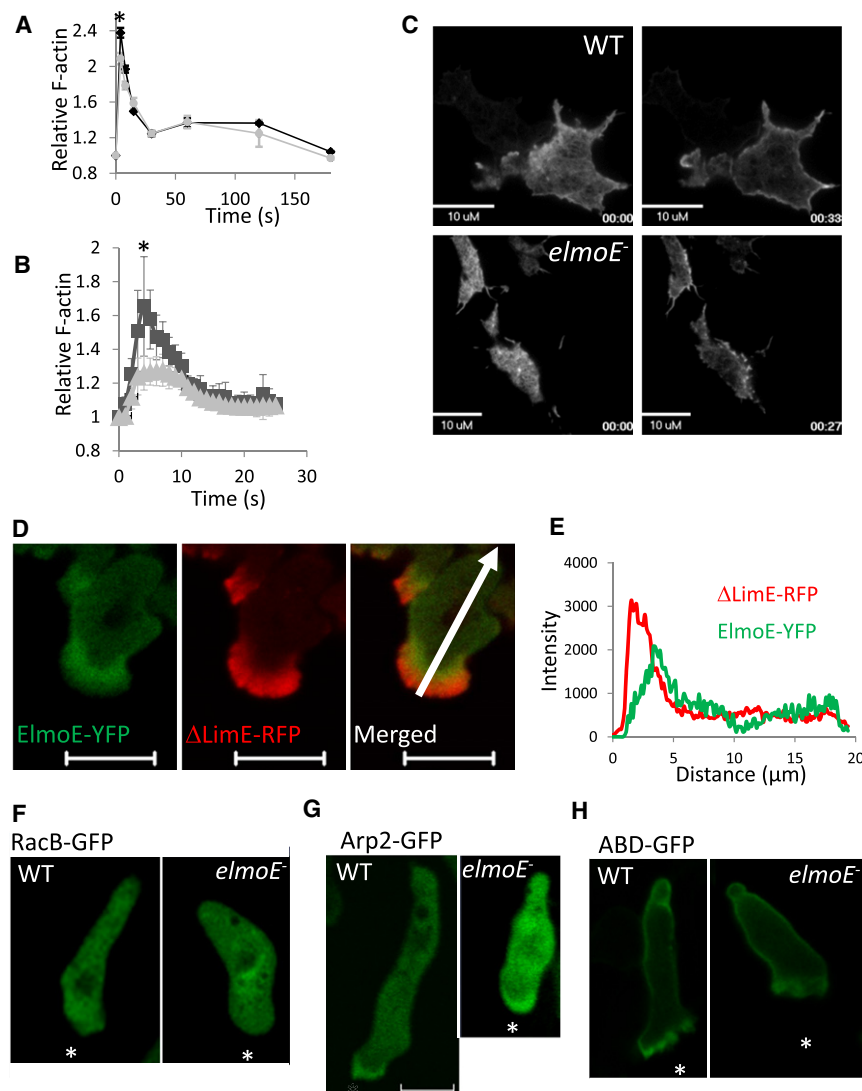 A
*
Relative F-actin
2.4
2
1.6
1.2
0.8
0 50 100 150
Time (s)
B
*
Relative F-actin
2
1.8
1.6
1.4
1.2
1
0.8
0 10 20 30
Time (s)
C
WT
10 uM 00:00
10 uM 00:33
elmoE-
10 uM 00:00
10 uM 00:27
D
ElmoE-YFP
ΔLimE-RFP
Merged
E
Intensity
4000
3000
2000
1000
0
ΔLimE-RFP
ElmoE-YFP
0 5 10 15 20
Distance (μm)
F
RacB-GFP
WT
*
elmoE-
*
G
Arp2-GFP
WT
*
elmoE-
*
H
ABD-GFP
WT
*
elmoE-
*